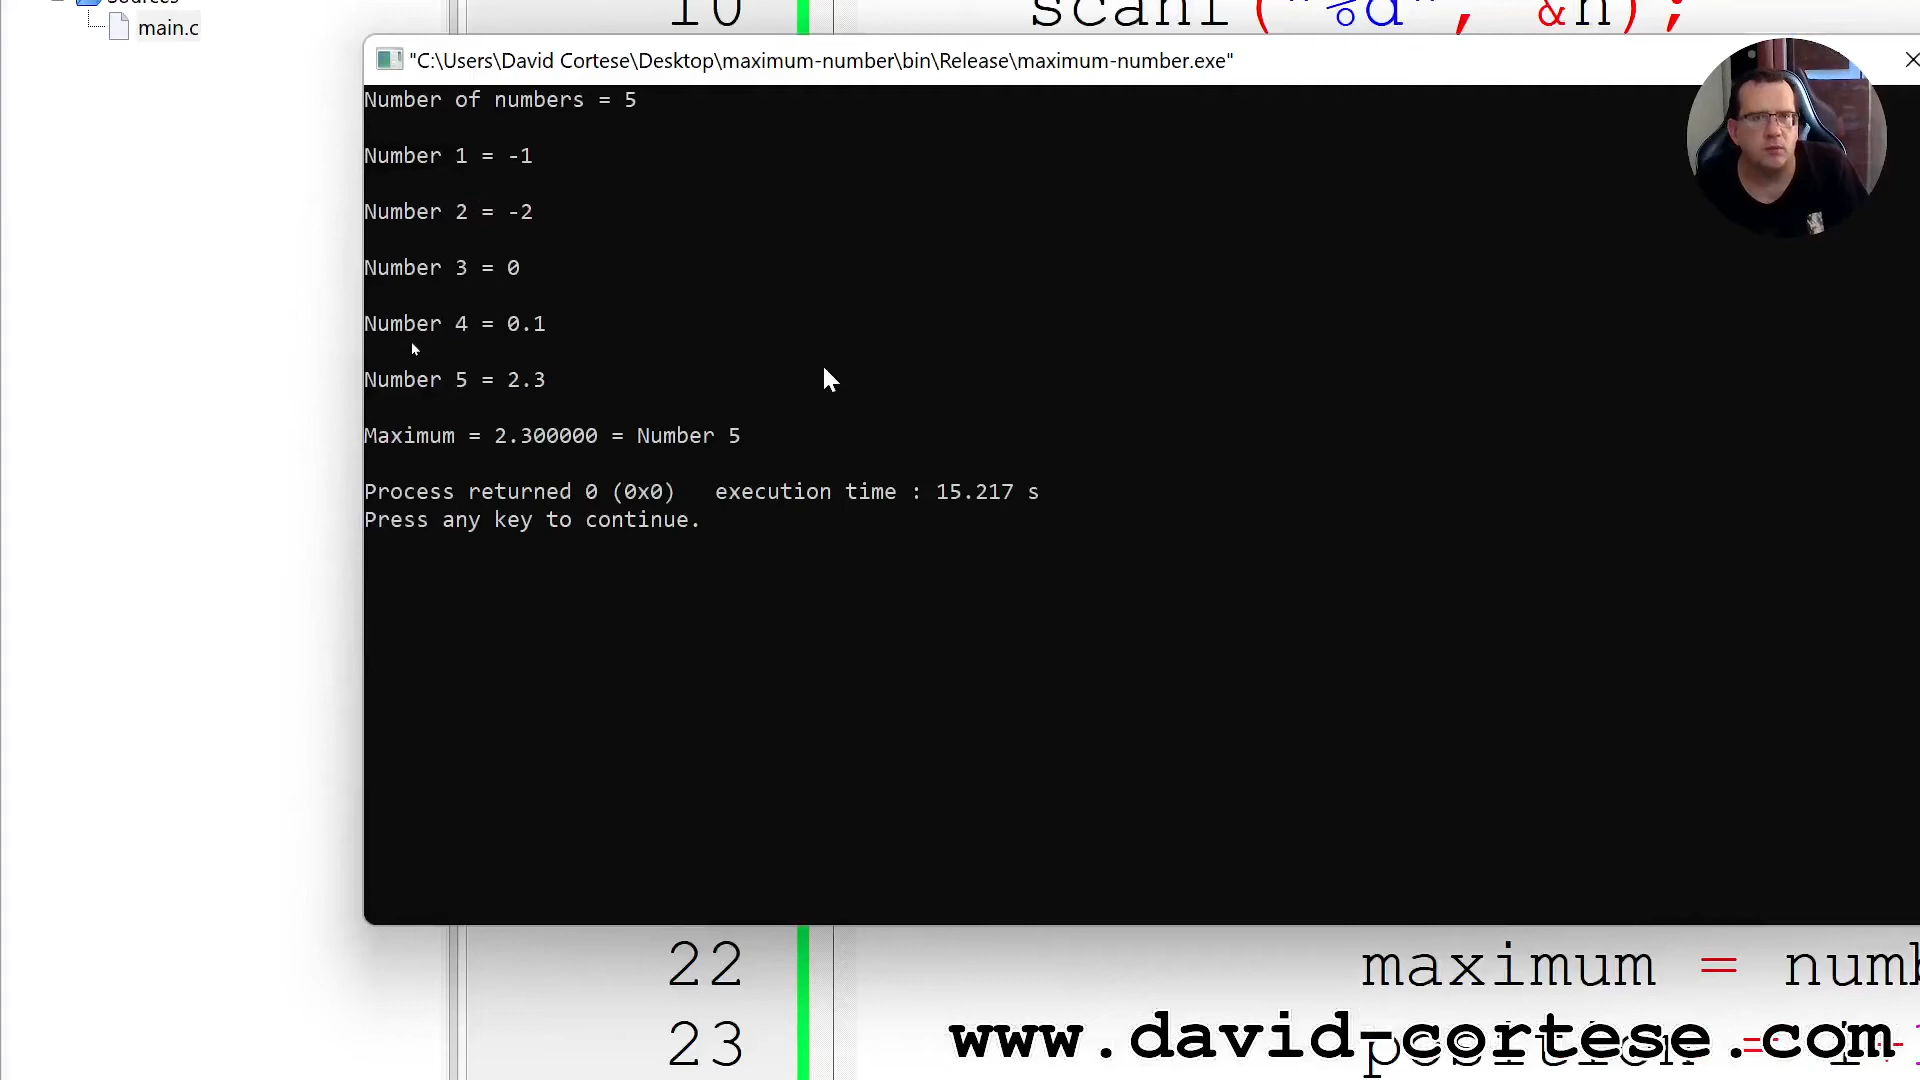 main.c
10 scanf("%d", &n);
"C:\Users\David Cortese\Desktop\maximum-number\bin\Release\maximum-number.exe"
Number of numbers = 5
Number 1 = -1
Number 2 = -2
Number 3 = 0
Number 4 = 0.1
Number 5 = 2.3
Maximum = 2.300000 = Number 5
Process returned 0 (0x0)   execution time : 15.217 s
Press any key to continue.
22 maximum = numb
23 position =
www.david-cortese.com